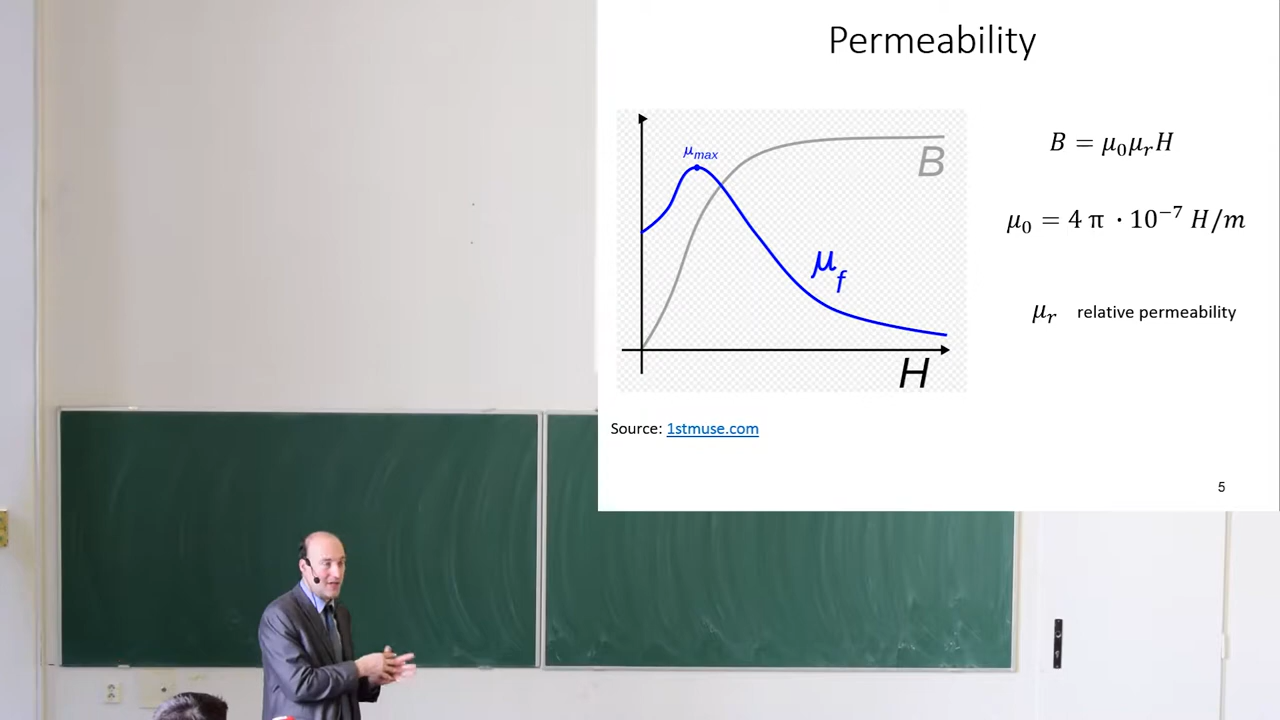 Permeability
μmax
B
μf
H
B = μ₀μᵣH
μ₀ = 4 π · 10⁻⁷ H/m
μᵣ relative permeability
Source: 1stmuse.com
5